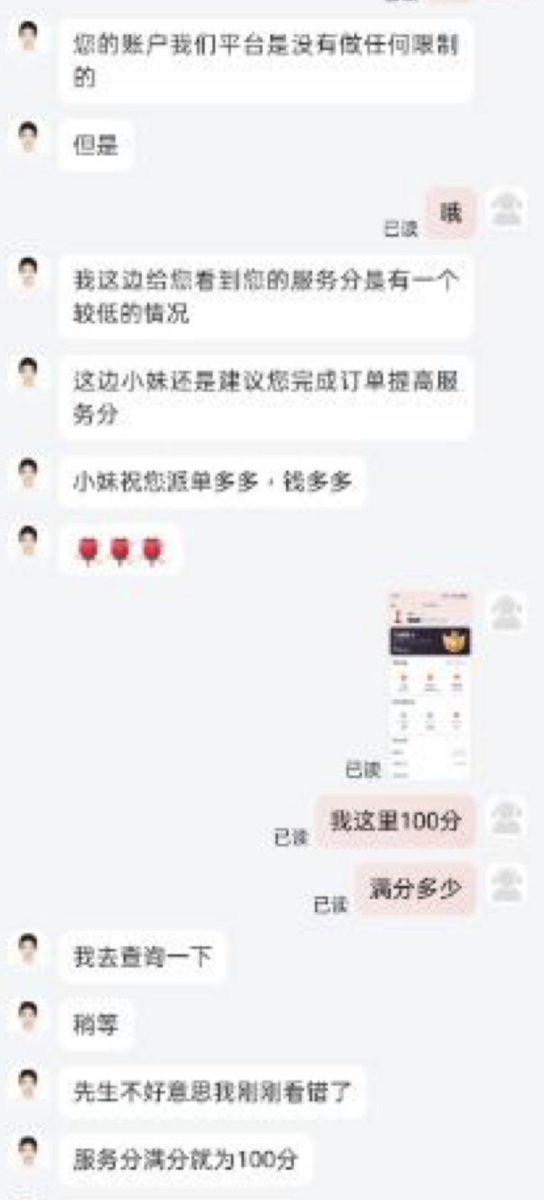 您的账户我们平台是没有做任何限制
的
但是
哦
已读
我这边给您看到您的服务分是有一个
较低的情况
这边小妹还是建议您完成订单提高服
务分
小妹祝您派单多多，钱多多
已读
我这里100分
已读
满分多少
已读
我去查询一下
稍等
先生不好意思我刚刚看错了
服务分满分就为100分